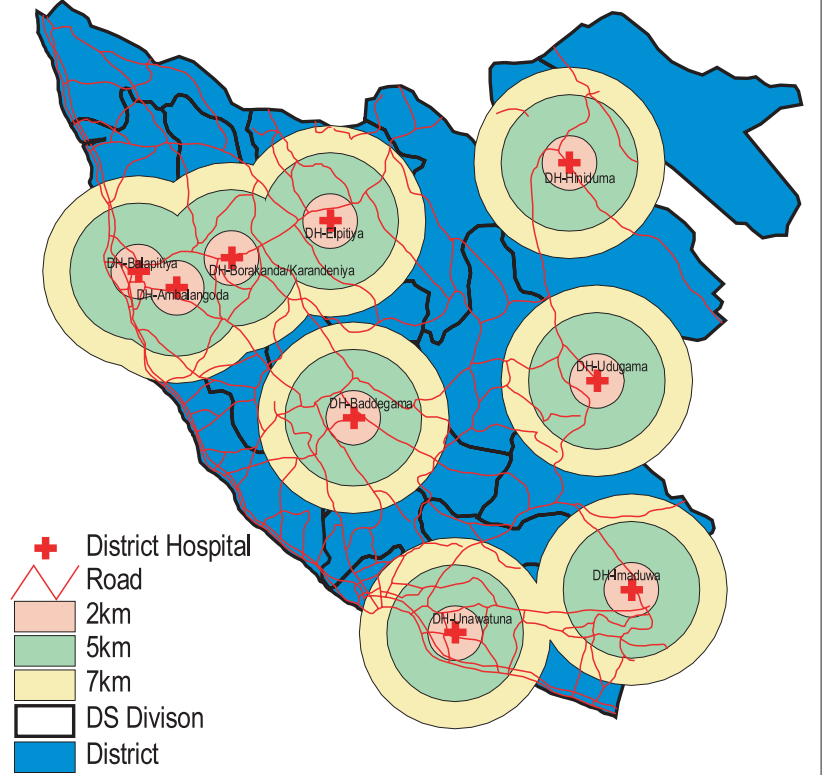 DH-Hiniduma
DH-Elpitiya
DH-Balapitiya
DH-Borakanda/Karandeniya
DH-Ambalangoda
DH-Udugama
DH-Baddegama
DH-Imaduwa
DH-Unawatuna
District Hospital
Road
2km
5km
7km
DS Divison
District